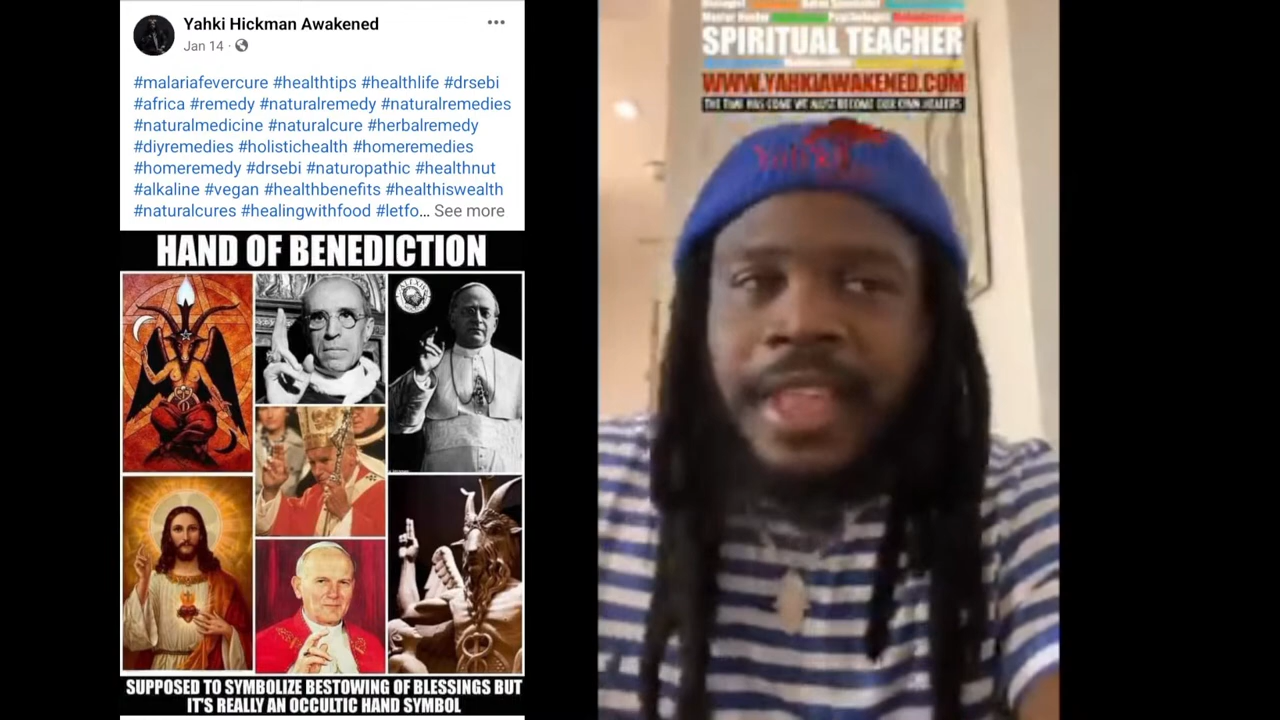 Yahki Hickman Awakened
Jan 14 ·
#malariafevercure #healthtips #healthlife #drsebi
#africa #remedy #naturalremedy #naturalremedies
#naturalmedicine #naturalcure #herbalremedy
#diyremedies #holistichealth #homeremedies
#homeremedy #drsebi #naturopathic #healthnut
#alkaline #vegan #healthbenefits #healthiswealth
#naturalcures #healingwithfood #letfo... See more
HAND OF BENEDICTION
SUPPOSED TO SYMBOLIZE BESTOWING OF BLESSINGS BUT
IT'S REALLY AN OCCULTIC HAND SYMBOL
SPIRITUAL TEACHER
WWW.YAHKIAWAKENED.COM
THE TIME HAS COME WE MUST BECOME OUR OWN HEALERS